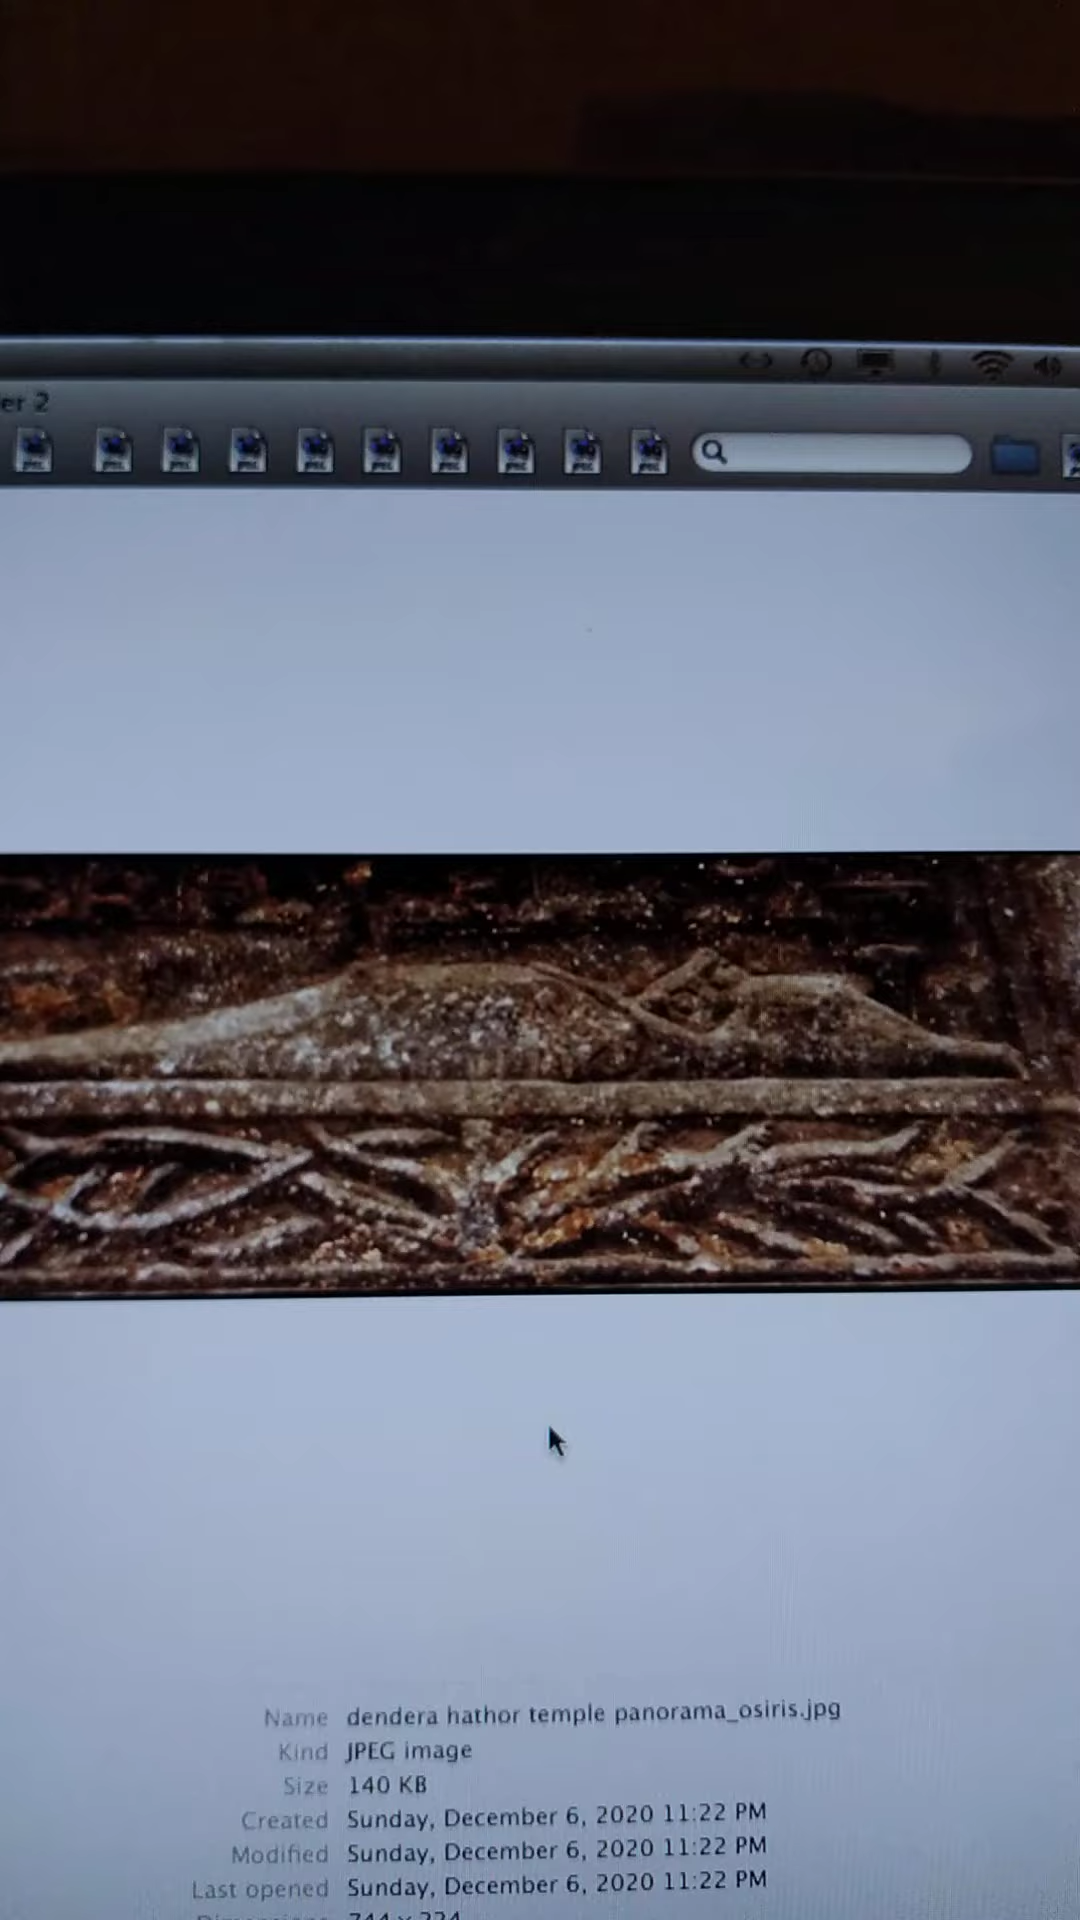 er 2
Name dendera hathor temple panorama_osiris.jpg
Kind JPEG image
Size 140 KB
Created Sunday, December 6, 2020 11:22 PM
Modified Sunday, December 6, 2020 11:22 PM
Last opened Sunday, December 6, 2020 11:22 PM